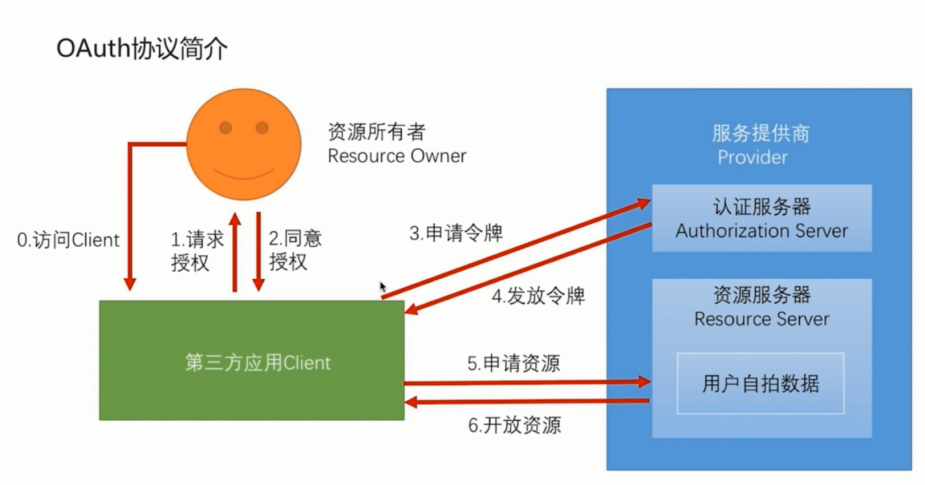 OAuth协议简介
资源所有者
Resource Owner
服务提供商
Provider
认证服务器
Authorization Server
0.访问Client
1.请求
授权
2.同意
授权
3.申请令牌
4.发放令牌
资源服务器
Resource Server
第三方应用Client
5.申请资源
用户自拍数据
6.开放资源